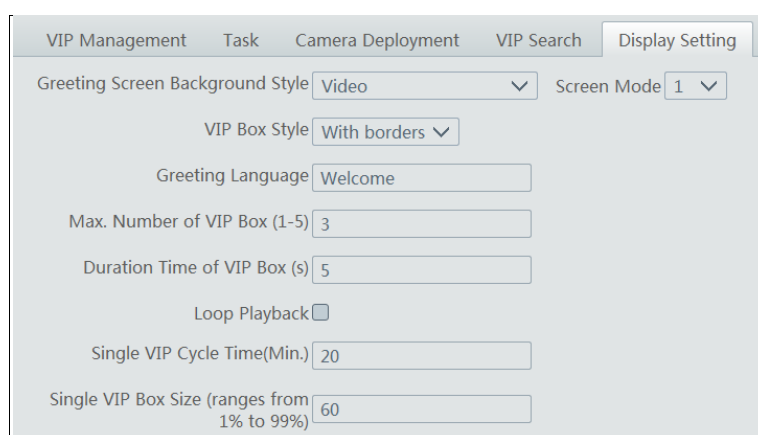 VIP Management Task Camera Deployment VIP Search Display Setting
Greeting Screen Background Style Video Screen Mode 1
VIP Box Style With borders
Greeting Language Welcome
Max. Number of VIP Box (1-5) 3
Duration Time of VIP Box (s) 5
Loop Playback
Single VIP Cycle Time(Min.) 20
Single VIP Box Size (ranges from
1% to 99%) 60